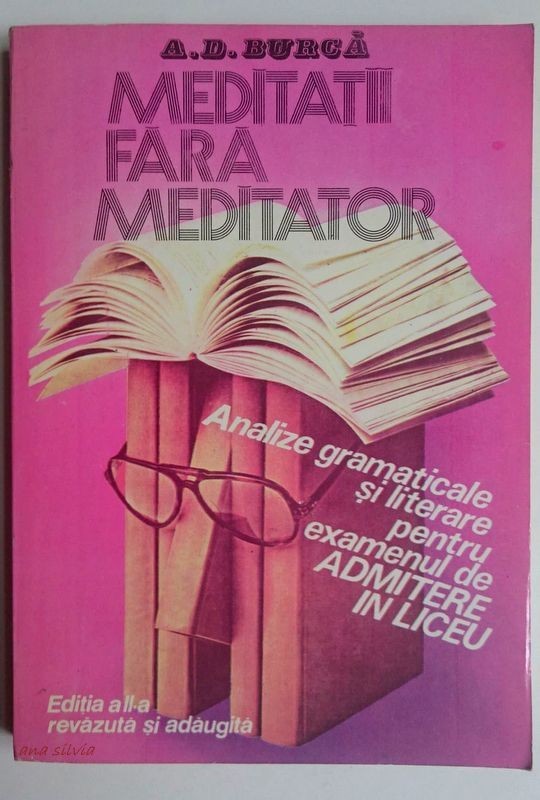 A.D. BURCĂ
MEDITAȚII
FĂRĂ
MEDITATOR
Analize gramaticale
și literare
pentru
examenul de
ADMITERE
IN LICEU
Ediția a II-a
revăzută și adăugită
ana silvia